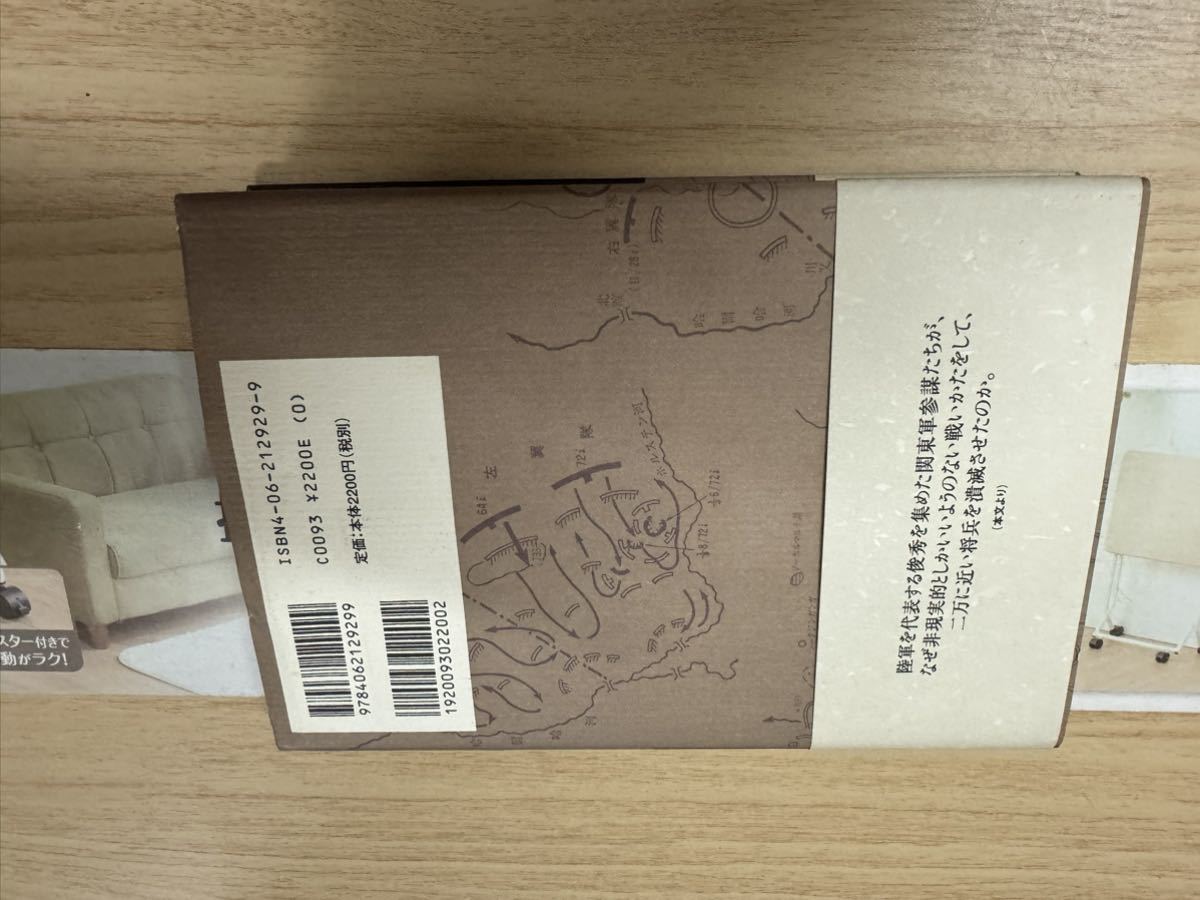 ISBN4-06-212929-9
C0093 ¥2200E (0)
定価:本体2200円(税別)
9784062129299
1920093022002
陸軍を代表する俊秀を集めた関東軍参謀たちが、
なぜ非現実的としかいいようのない戦いかたをして、
二万に近い将兵を潰滅させたのか。
(本文より)
右翼隊
左翼隊
64i
72i
ホルステン河
哈爾哈河
スター付きで
動がラク!